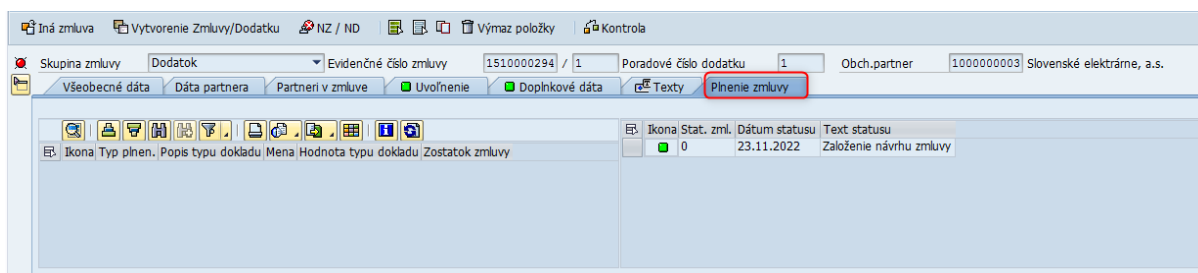 Iná zmluva Vytvorenie Zmluvy/Dodatku NZ / ND Výmaz položky Kontrola
Skupina zmluvy Dodatok Evidenčné číslo zmluvy 1510000294 / 1 Poradové číslo dodatku 1 Obch.partner 1000000003 Slovenské elektrárne, a.s.
Všeobecné dáta Dáta partnera Partneri v zmluve Uvoľnenie Doplnkové dáta Texty Plnenie zmluvy
Ikona Stat. zml. Dátum statusu Text statusu
Ikona Typ plnen. Popis typu dokladu Mena Hodnota typu dokladu Zostatok zmluvy
0 23.11.2022 Založenie návrhu zmluvy